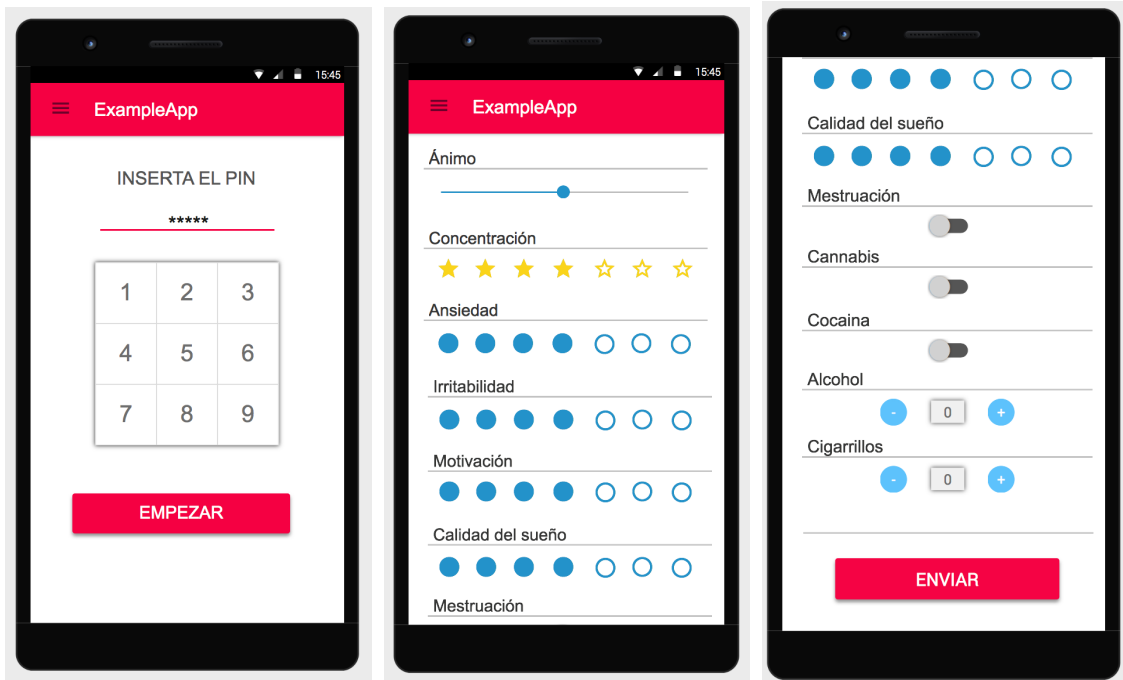 15:45
ExampleApp
INSERTA EL PIN
*****
1 2 3
4 5 6
7 8 9
EMPEZAR
15:45
ExampleApp
Ánimo
Concentración
Ansiedad
Irritabilidad
Motivación
Calidad del sueño
Mestruación
Calidad del sueño
Mestruación
Cannabis
Cocaina
Alcohol
- 0 +
Cigarrillos
- 0 +
ENVIAR